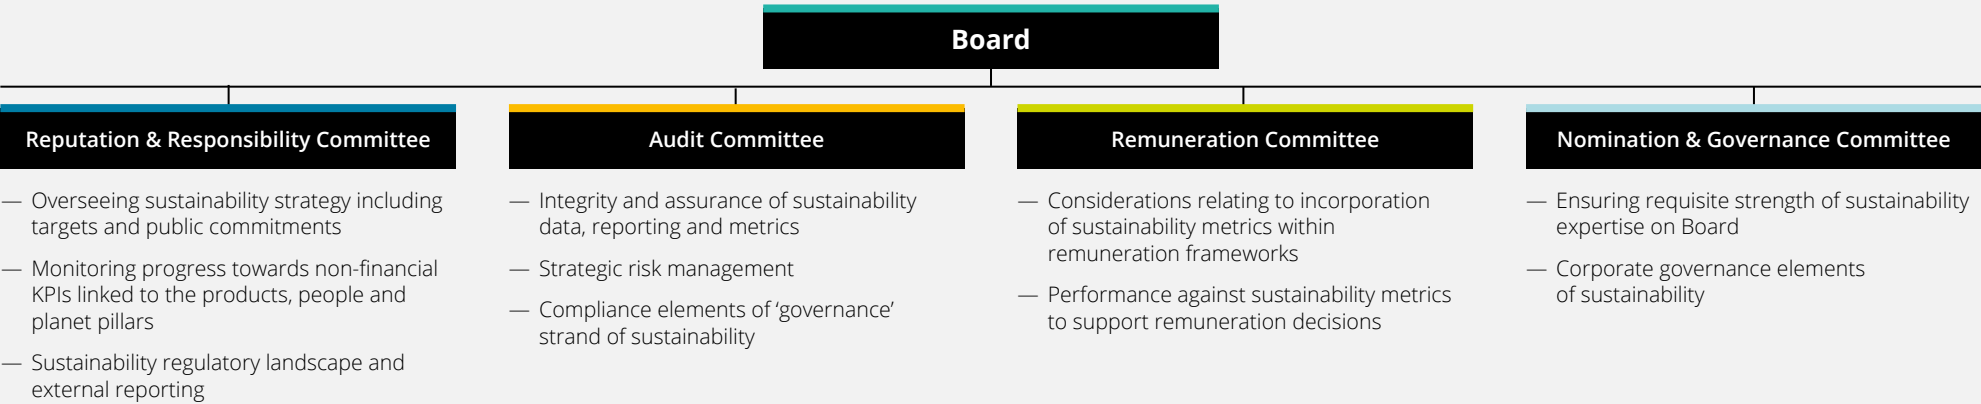 Board
Reputation & Responsibility Committee
— Overseeing sustainability strategy including
targets and public commitments
— Monitoring progress towards non-financial
KPIs linked to the products, people and
planet pillars
— Sustainability regulatory landscape and
external reporting
Audit Committee
— Integrity and assurance of sustainability
data, reporting and metrics
— Strategic risk management
— Compliance elements of ‘governance’
strand of sustainability
Remuneration Committee
— Considerations relating to incorporation
of sustainability metrics within
remuneration frameworks
— Performance against sustainability metrics
to support remuneration decisions
Nomination & Governance Committee
— Ensuring requisite strength of sustainability
expertise on Board
— Corporate governance elements
of sustainability